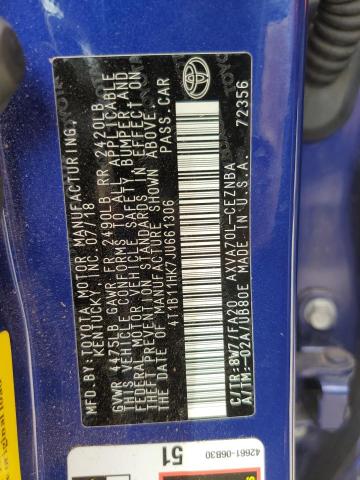 MFD. BY: TOYOTA MOTOR MANUFACTURING,
KENTUCKY, INC. 02/18
GVWR 4475LB GAWR FR 2490LB RR 2420LB
THIS VEHICLE CONFORMS TO ALL APPLICABLE
FEDERAL MOTOR VEHICLE SAFETY, BUMPER, AND
THEFT PREVENTION STANDARDS IN EFFECT ON
THE DATE OF MANUFACTURE SHOWN ABOVE.
4T1B11HK7JU661306 PASS. CAR
C/TR: 8W7/FA20 AXVA70L-CEZNBA
A/TM: -02A/UB80E MADE IN U.S.A. 72356
TOYOTA
42661-06B30
51